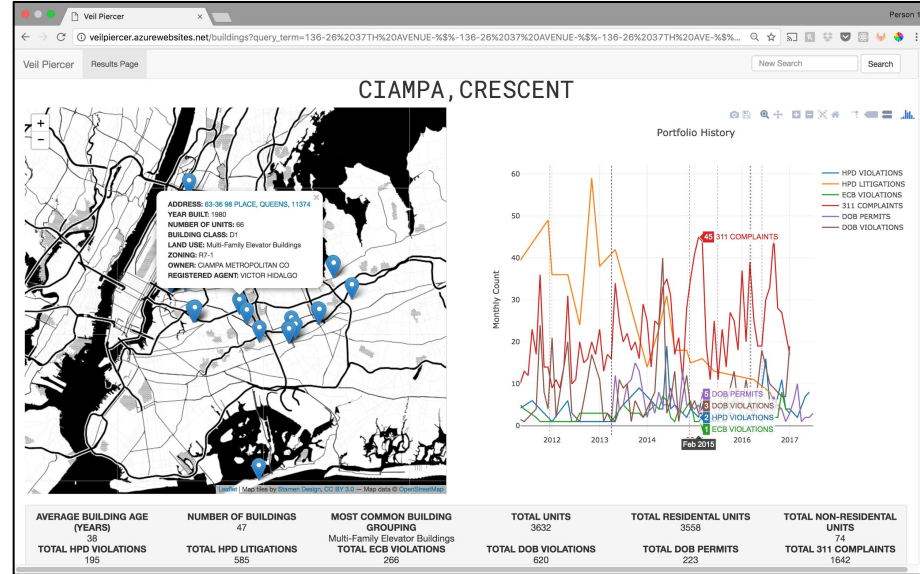 Veil Piercer
Person 1
veilpiercer.azurewebsites.net/buildings?query_term=136-26%2037TH%20AVENUE-%$%-136-26%2037%20AVENUE-%$%-136-26%2037TH%20AVE-%$%...
Veil Piercer
Results Page
New Search
Search
CIAMPA,CRESCENT
+
−
ADDRESS: 63-36 98 PLACE, QUEENS, 11374
YEAR BUILT: 1980
NUMBER OF UNITS: 66
BUILDING CLASS: D1
LAND USE: Multi-Family Elevator Buildings
ZONING: R7-1
OWNER: CIAMPA METROPOLITAN CO
REGISTERED AGENT: VICTOR HIDALGO
Leaflet | Map tiles by Stamen Design, CC BY 3.0 — Map data © OpenStreetMap
Portfolio History
Monthly Count
60
50
40
30
20
10
0
2012
2013
2014
2016
2017
Feb 2015
45 311 COMPLAINTS
5 DOB PERMITS
3 DOB VIOLATIONS
2 HPD VIOLATIONS
1 ECB VIOLATIONS
HPD VIOLATIONS
HPD LITIGATIONS
ECB VIOLATIONS
311 COMPLAINTS
DOB PERMITS
DOB VIOLATIONS
AVERAGE BUILDING AGE
(YEARS)
38
TOTAL HPD VIOLATIONS
195
NUMBER OF BUILDINGS
47
TOTAL HPD LITIGATIONS
585
MOST COMMON BUILDING
GROUPING
Multi-Family Elevator Buildings
TOTAL ECB VIOLATIONS
266
TOTAL UNITS
3632
TOTAL DOB VIOLATIONS
620
TOTAL RESIDENTAL UNITS
3558
TOTAL DOB PERMITS
223
TOTAL NON-RESIDENTAL
UNITS
74
TOTAL 311 COMPLAINTS
1642